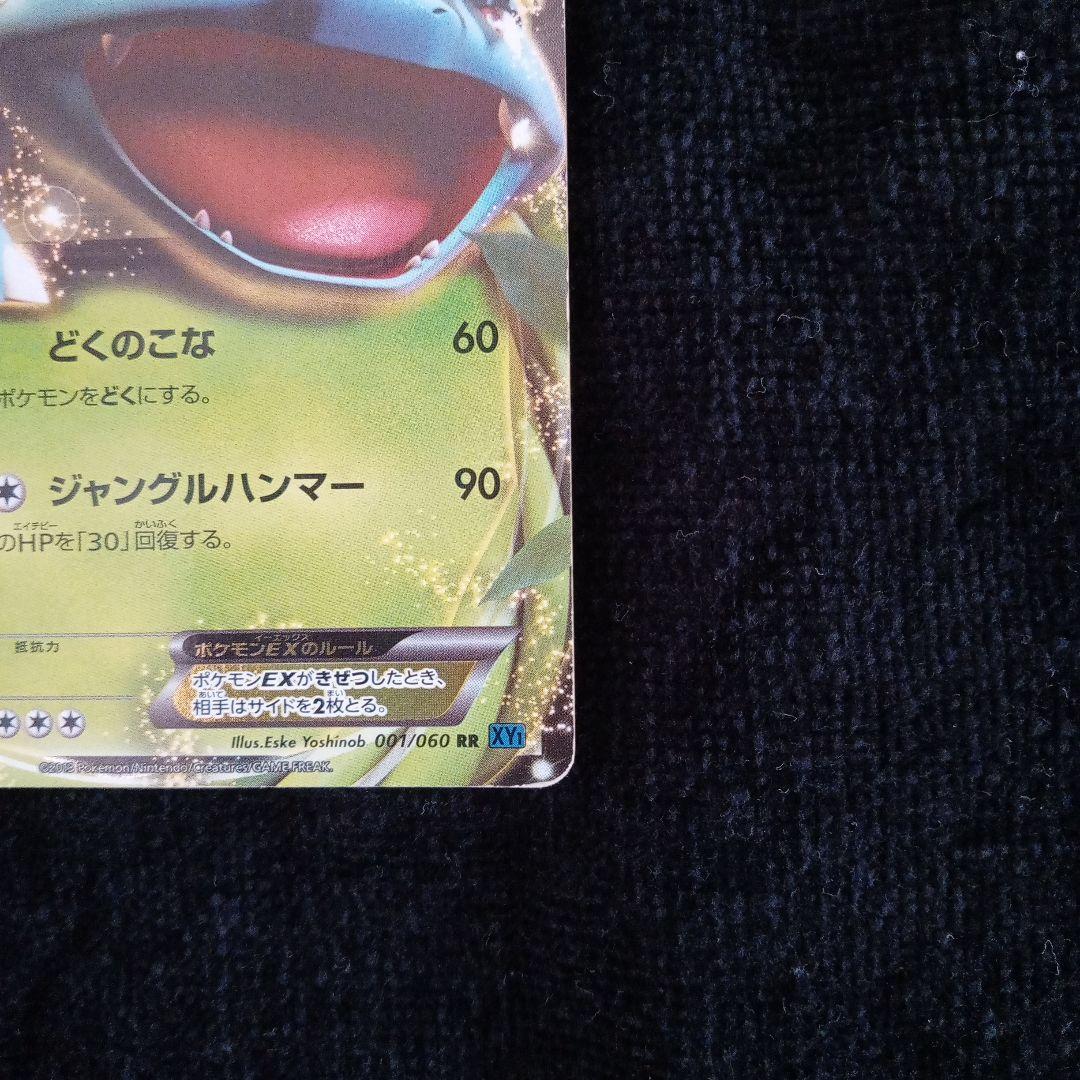 どくのこな 60
ポケモンをどくにする。
ジャングルハンマー 90
エイチピー かいふく
のHPを「30」回復する。
抵抗力
イーエックス
ポケモンEXのルール
ポケモンEXがきぜつしたとき、
あいて まい
相手はサイドを2枚とる。
Illus.Eske Yoshinob 001/060 RR XY1
©2013 Pokémon/Nintendo/Creatures/GAME FREAK.